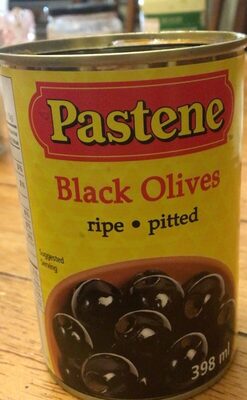 Pastene
Black Olives
ripe • pitted
Suggested
serving
398 ml